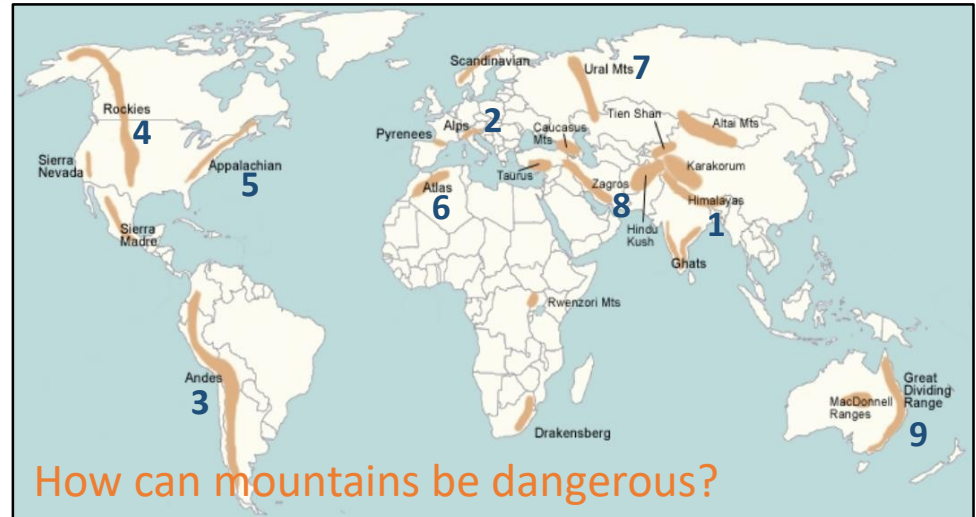 Scandinavian
Ural Mts
7
Rockies
4
Alps
2
Tien Shan
Altai Mts
Pyrenees
Caucasus
Mts
Sierra
Nevada
Appalachian
5
Taurus
Karakorum
Atlas
6
Zagros
8
Himalayas
1
Sierra
Madre
Hindu
Kush
Ghats
Rwenzori Mts
Andes
3
MacDonnell
Ranges
Great
Dividing
Range
9
Drakensberg
How can mountains be dangerous?